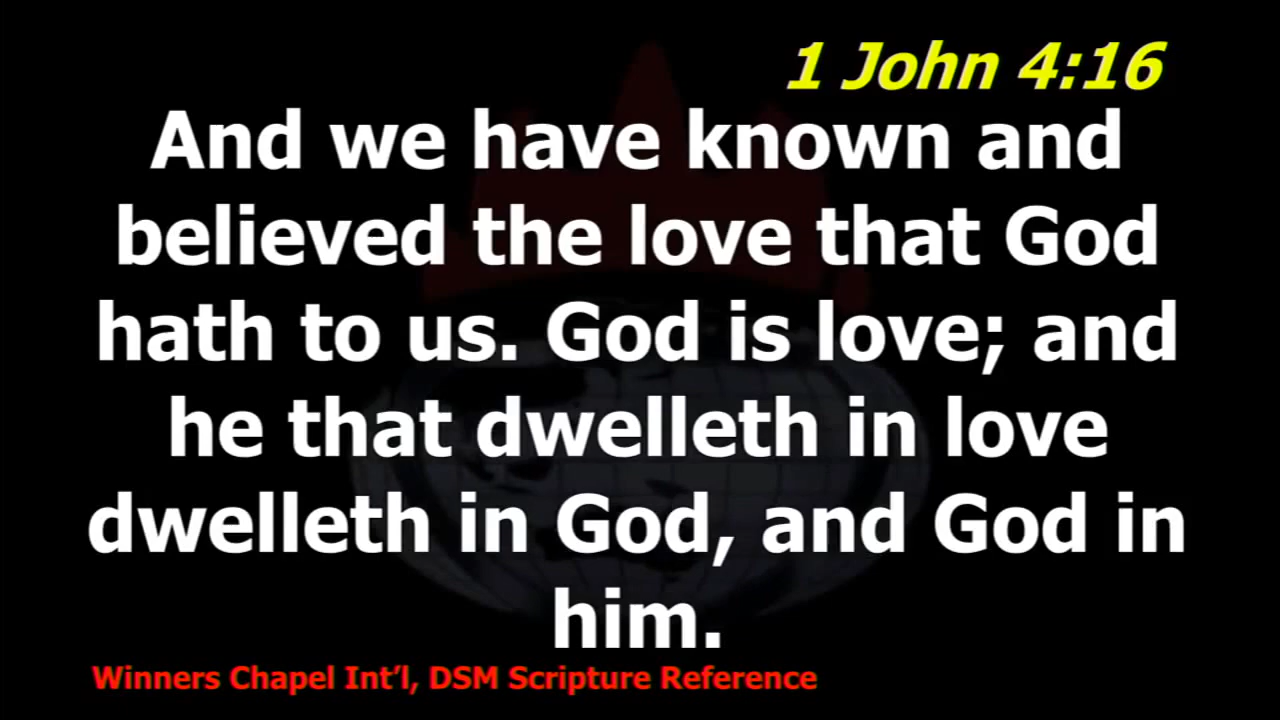 1 John 4:16
And we have known and
believed the love that God
hath to us. God is love; and
he that dwelleth in love
dwelleth in God, and God in
him.
Winners Chapel Int’l, DSM Scripture Reference